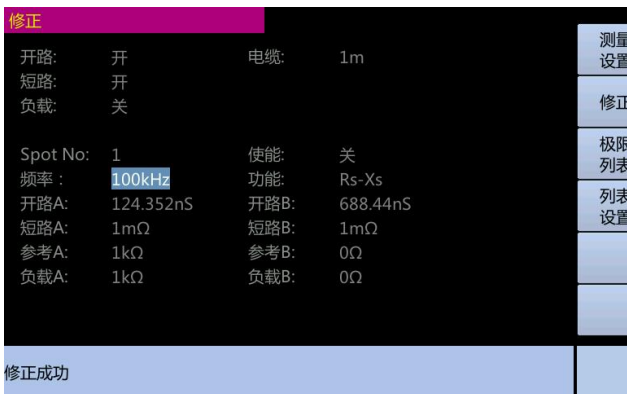 修正
开路: 开 电缆: 1m
短路: 开
负载: 关
Spot No: 1 使能: 关
频率 : 100kHz 功能: Rs-Xs
开路A: 124.352nS 开路B: 688.44nS
短路A: 1mΩ 短路B: 1mΩ
参考A: 1kΩ 参考B: 0Ω
负载A: 1kΩ 负载B: 0Ω
测量
设置
修正
极限
列表
列表
设置
修正成功